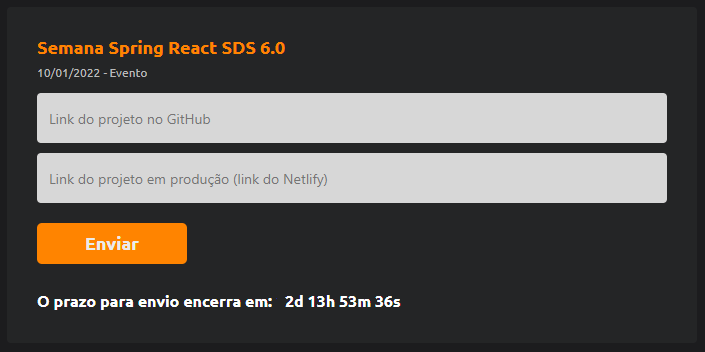 Semana Spring React SDS 6.0
10/01/2022 - Evento
Link do projeto no GitHub
Link do projeto em produção (link do Netlify)
Enviar
O prazo para envio encerra em: 2d 13h 53m 36s